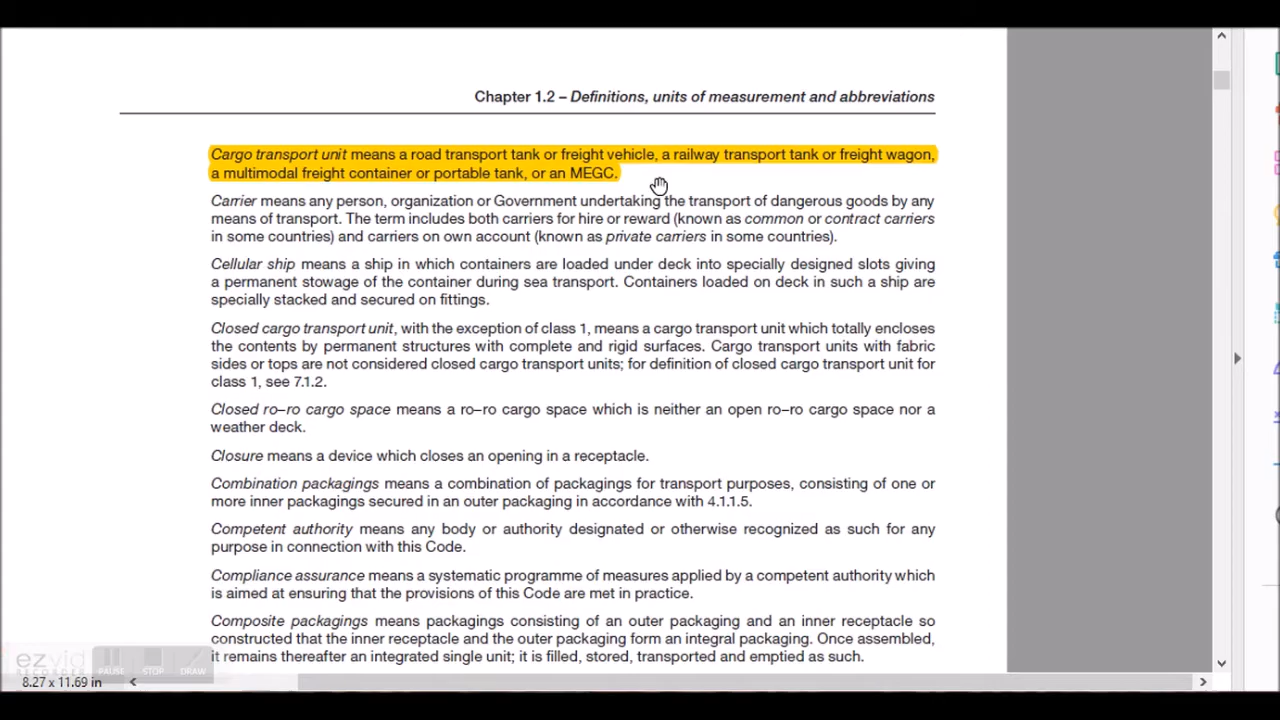 Chapter 1.2 – Definitions, units of measurement and abbreviations
Cargo transport unit means a road transport tank or freight vehicle, a railway transport tank or freight wagon,
a multimodal freight container or portable tank, or an MEGC.
Carrier means any person, organization or Government undertaking the transport of dangerous goods by any
means of transport. The term includes both carriers for hire or reward (known as common or contract carriers
in some countries) and carriers on own account (known as private carriers in some countries).
Cellular ship means a ship in which containers are loaded under deck into specially designed slots giving
a permanent stowage of the container during sea transport. Containers loaded on deck in such a ship are
specially stacked and secured on fittings.
Closed cargo transport unit, with the exception of class 1, means a cargo transport unit which totally encloses
the contents by permanent structures with complete and rigid surfaces. Cargo transport units with fabric
sides or tops are not considered closed cargo transport units; for definition of closed cargo transport unit for
class 1, see 7.1.2.
Closed ro–ro cargo space means a ro–ro cargo space which is neither an open ro–ro cargo space nor a
weather deck.
Closure means a device which closes an opening in a receptacle.
Combination packagings means a combination of packagings for transport purposes, consisting of one or
more inner packagings secured in an outer packaging in accordance with 4.1.1.5.
Competent authority means any body or authority designated or otherwise recognized as such for any
purpose in connection with this Code.
Compliance assurance means a systematic programme of measures applied by a competent authority which
is aimed at ensuring that the provisions of this Code are met in practice.
Composite packagings means packagings consisting of an outer packaging and an inner receptacle so
constructed that the inner receptacle and the outer packaging form an integral packaging. Once assembled,
it remains thereafter an integrated single unit; it is filled, stored, transported and emptied as such.
ezvid
RECORDER
PAUSE STOP DRAW
8.27 x 11.69 in